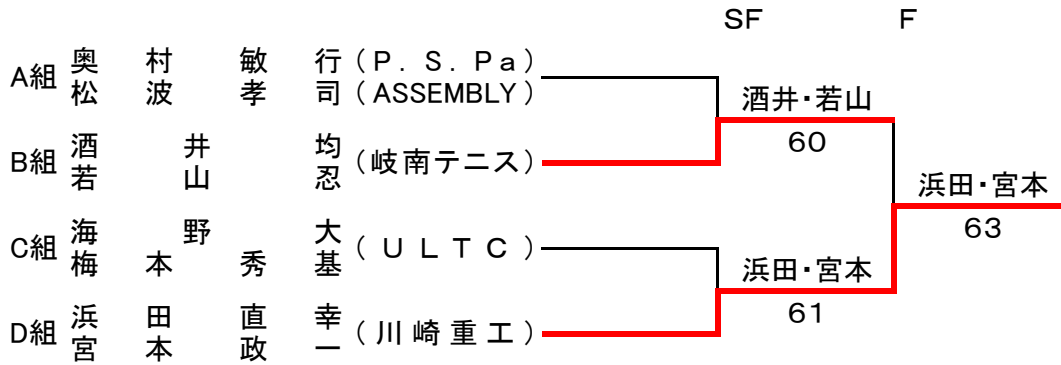 SF F
A組 奥村 敏行 (P.S.Pa)
松波 孝司 (ASSEMBLY)
酒井・若山
60
B組 酒井 均 (岐南テニス)
若山 忍
浜田・宮本
63
C組 海野 大 (ULTC)
梅本 秀基
浜田・宮本
61
D組 浜田 直幸 (川崎重工)
宮本 政一